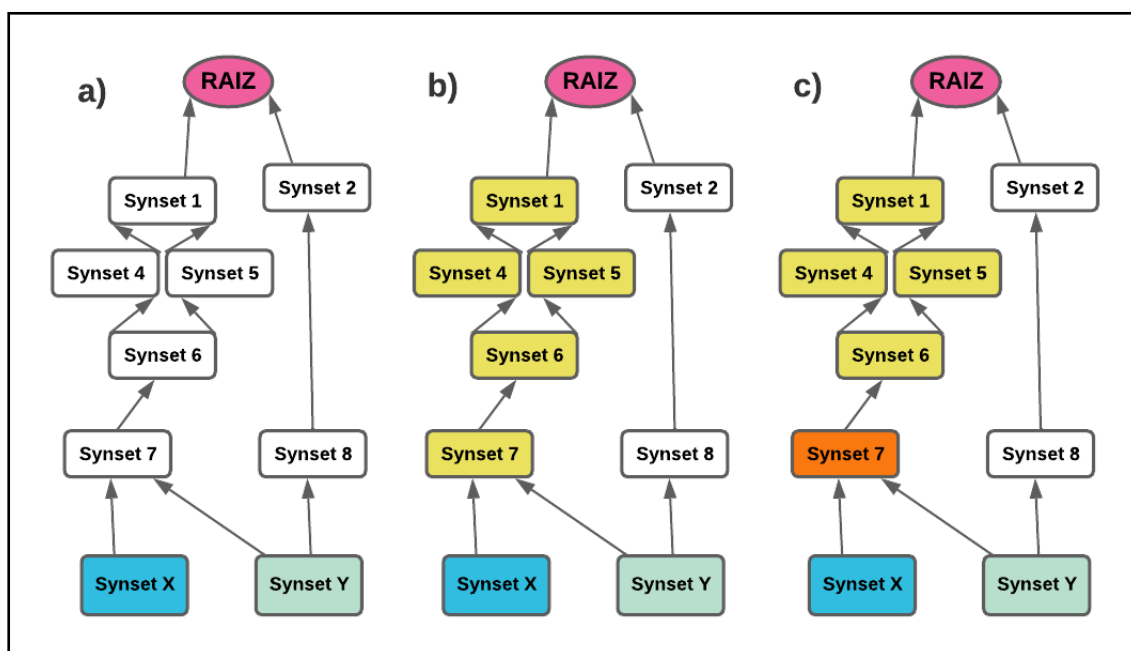 a)
RAIZ
Synset 1
Synset 2
Synset 4
Synset 5
Synset 6
Synset 7
Synset 8
Synset X
Synset Y
b)
RAIZ
Synset 1
Synset 2
Synset 4
Synset 5
Synset 6
Synset 7
Synset 8
Synset X
Synset Y
c)
RAIZ
Synset 1
Synset 2
Synset 4
Synset 5
Synset 6
Synset 7
Synset 8
Synset X
Synset Y